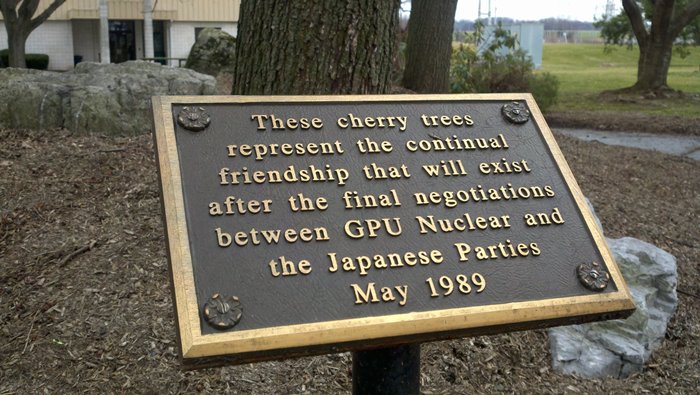 These cherry trees
represent the continual
friendship that will exist
after the final negotiations
between GPU Nuclear and
the Japanese Parties
May 1989